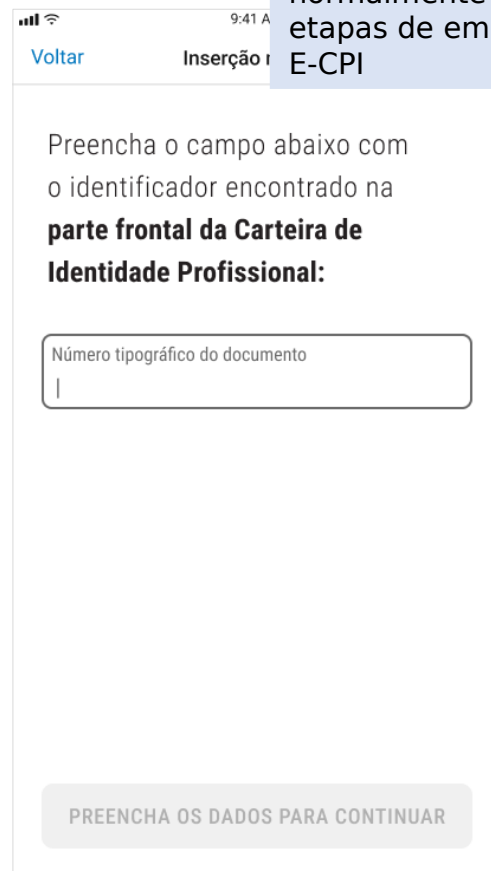 normalmente
etapas de em
E-CPI
9:41 A
Voltar
Inserção
Preencha o campo abaixo com
o identificador encontrado na
parte frontal da Carteira de
Identidade Profissional:
Número tipográfico do documento
PREENCHA OS DADOS PARA CONTINUAR